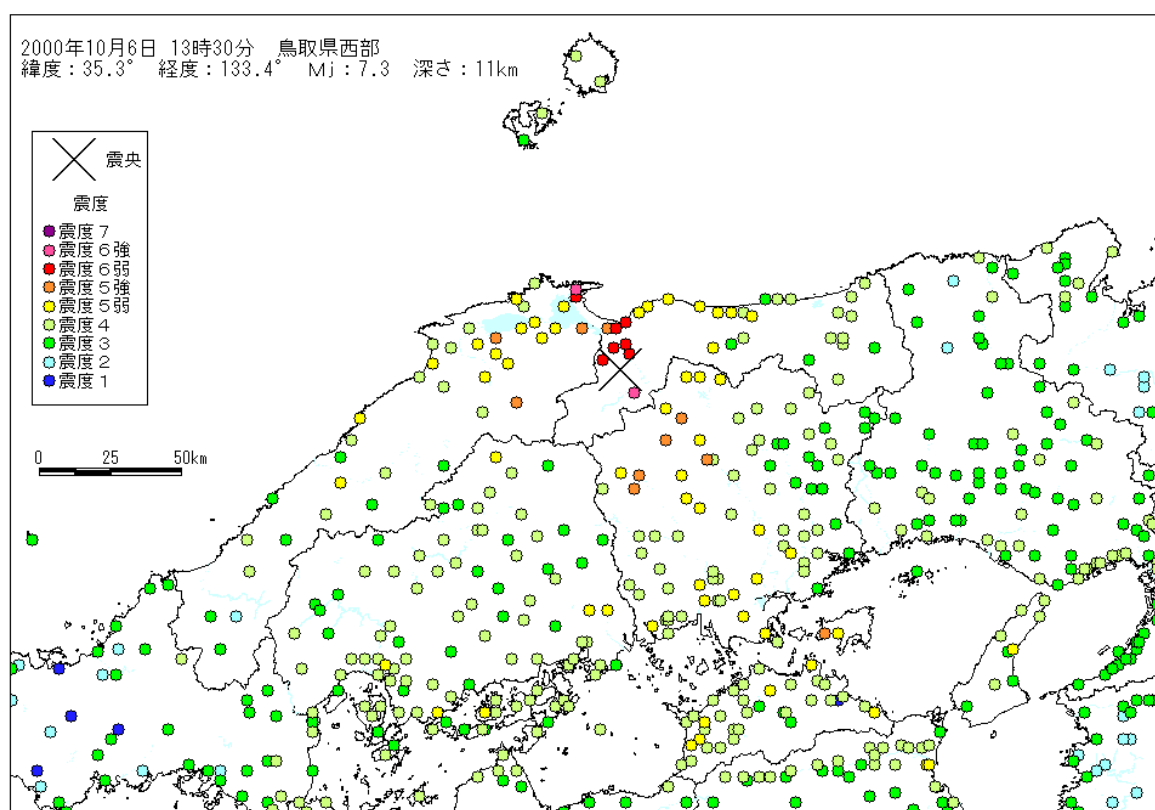 2000年10月6日 13時30分 鳥取県西部
緯度：35.3° 経度：133.4° Mj：7.3 深さ：11km
震央
震度
震度７
震度６強
震度６弱
震度５強
震度５弱
震度４
震度３
震度２
震度１
0 25 50km